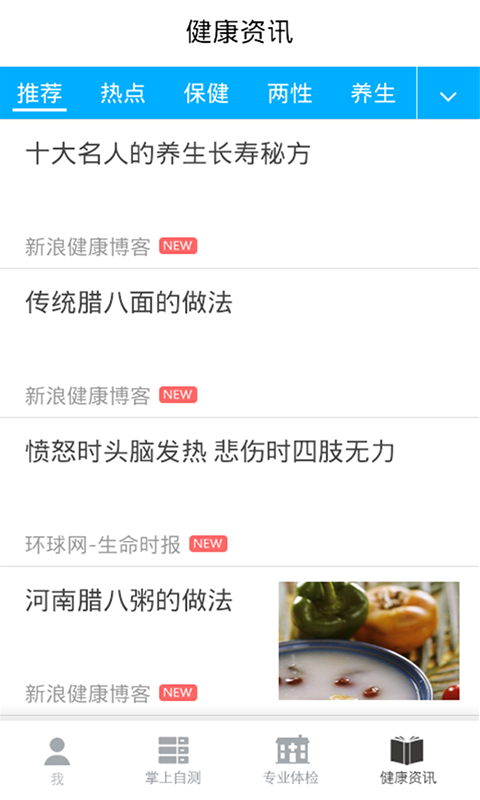 健康资讯
推荐 热点 保健 两性 养生
十大名人的养生长寿秘方
新浪健康博客 NEW
传统腊八面的做法
新浪健康博客 NEW
愤怒时头脑发热 悲伤时四肢无力
环球网-生命时报 NEW
河南腊八粥的做法
新浪健康博客 NEW
我 掌上自测 专业体检 健康资讯